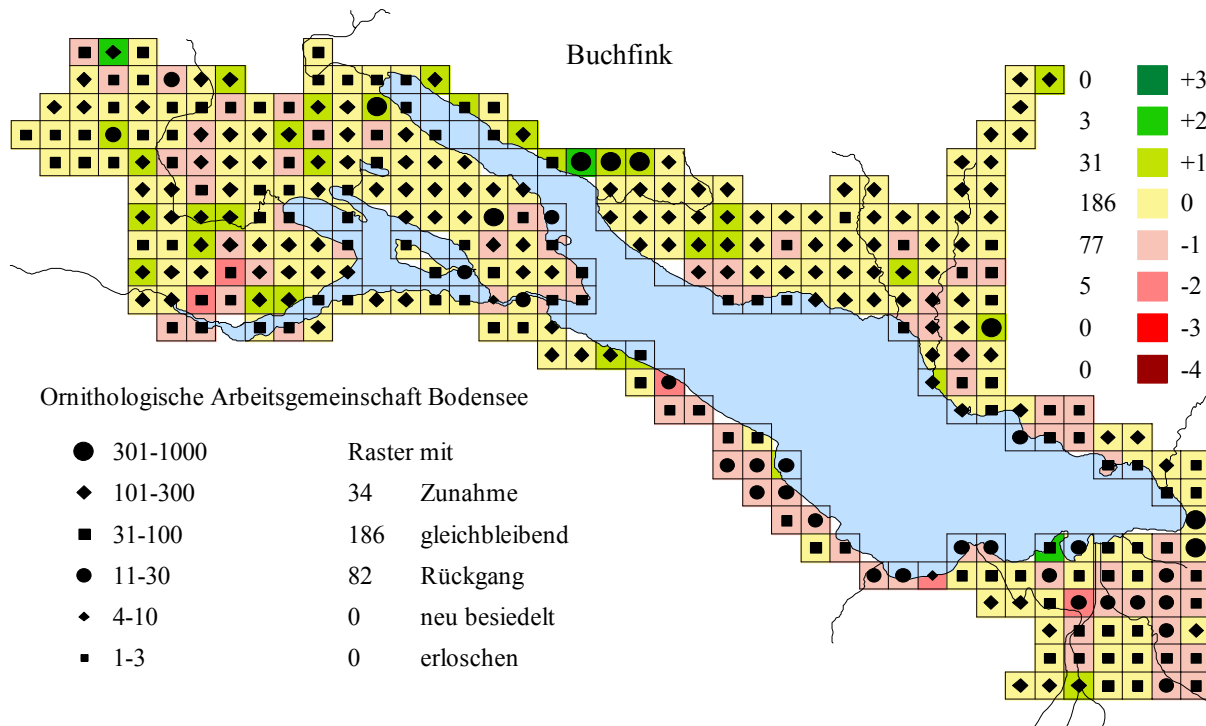 Buchfink
0 +3
3 +2
31 +1
186 0
77 -1
5 -2
0 -3
0 -4
Ornithologische Arbeitsgemeinschaft Bodensee
301-1000 Raster mit
101-300 34 Zunahme
31-100 186 gleichbleibend
11-30 82 Rückgang
4-10 0 neu besiedelt
1-3 0 erloschen